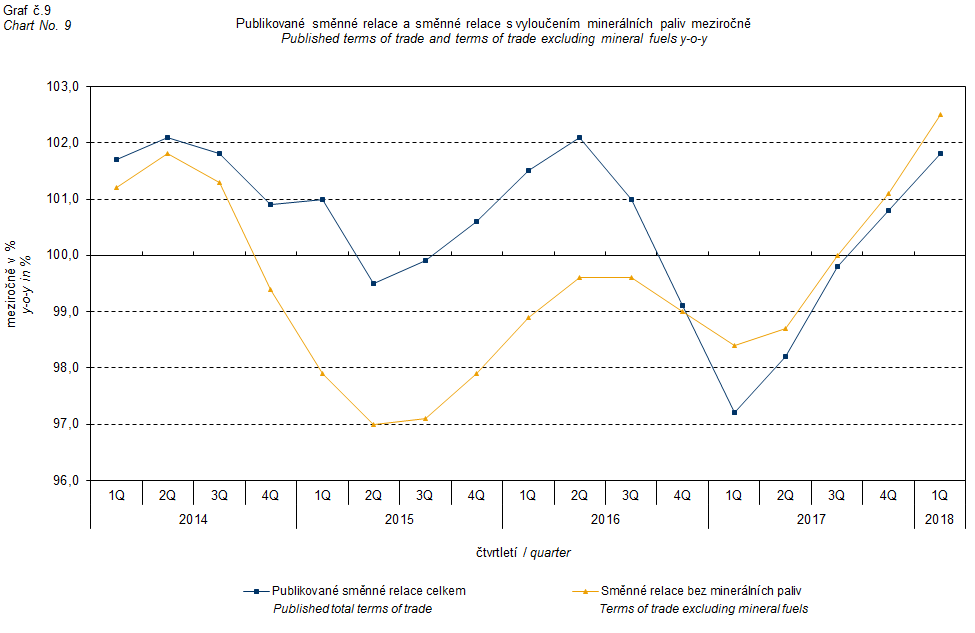 Graf č.9
Chart No. 9
Publikované směnné relace a směnné relace s vyloučením minerálních paliv meziročně
Published terms of trade and terms of trade excluding mineral fuels y-o-y
103,0
102,0
101,0
100,0
99,0
98,0
97,0
96,0
meziročně v %
y-o-y in %
1Q 2Q 3Q 4Q 1Q 2Q 3Q 4Q 1Q 2Q 3Q 4Q 1Q 2Q 3Q 4Q 1Q
2014 2015 2016 2017 2018
čtvrtletí / quarter
Publikované směnné relace celkem
Published total terms of trade
Směnné relace bez minerálních paliv
Terms of trade excluding mineral fuels